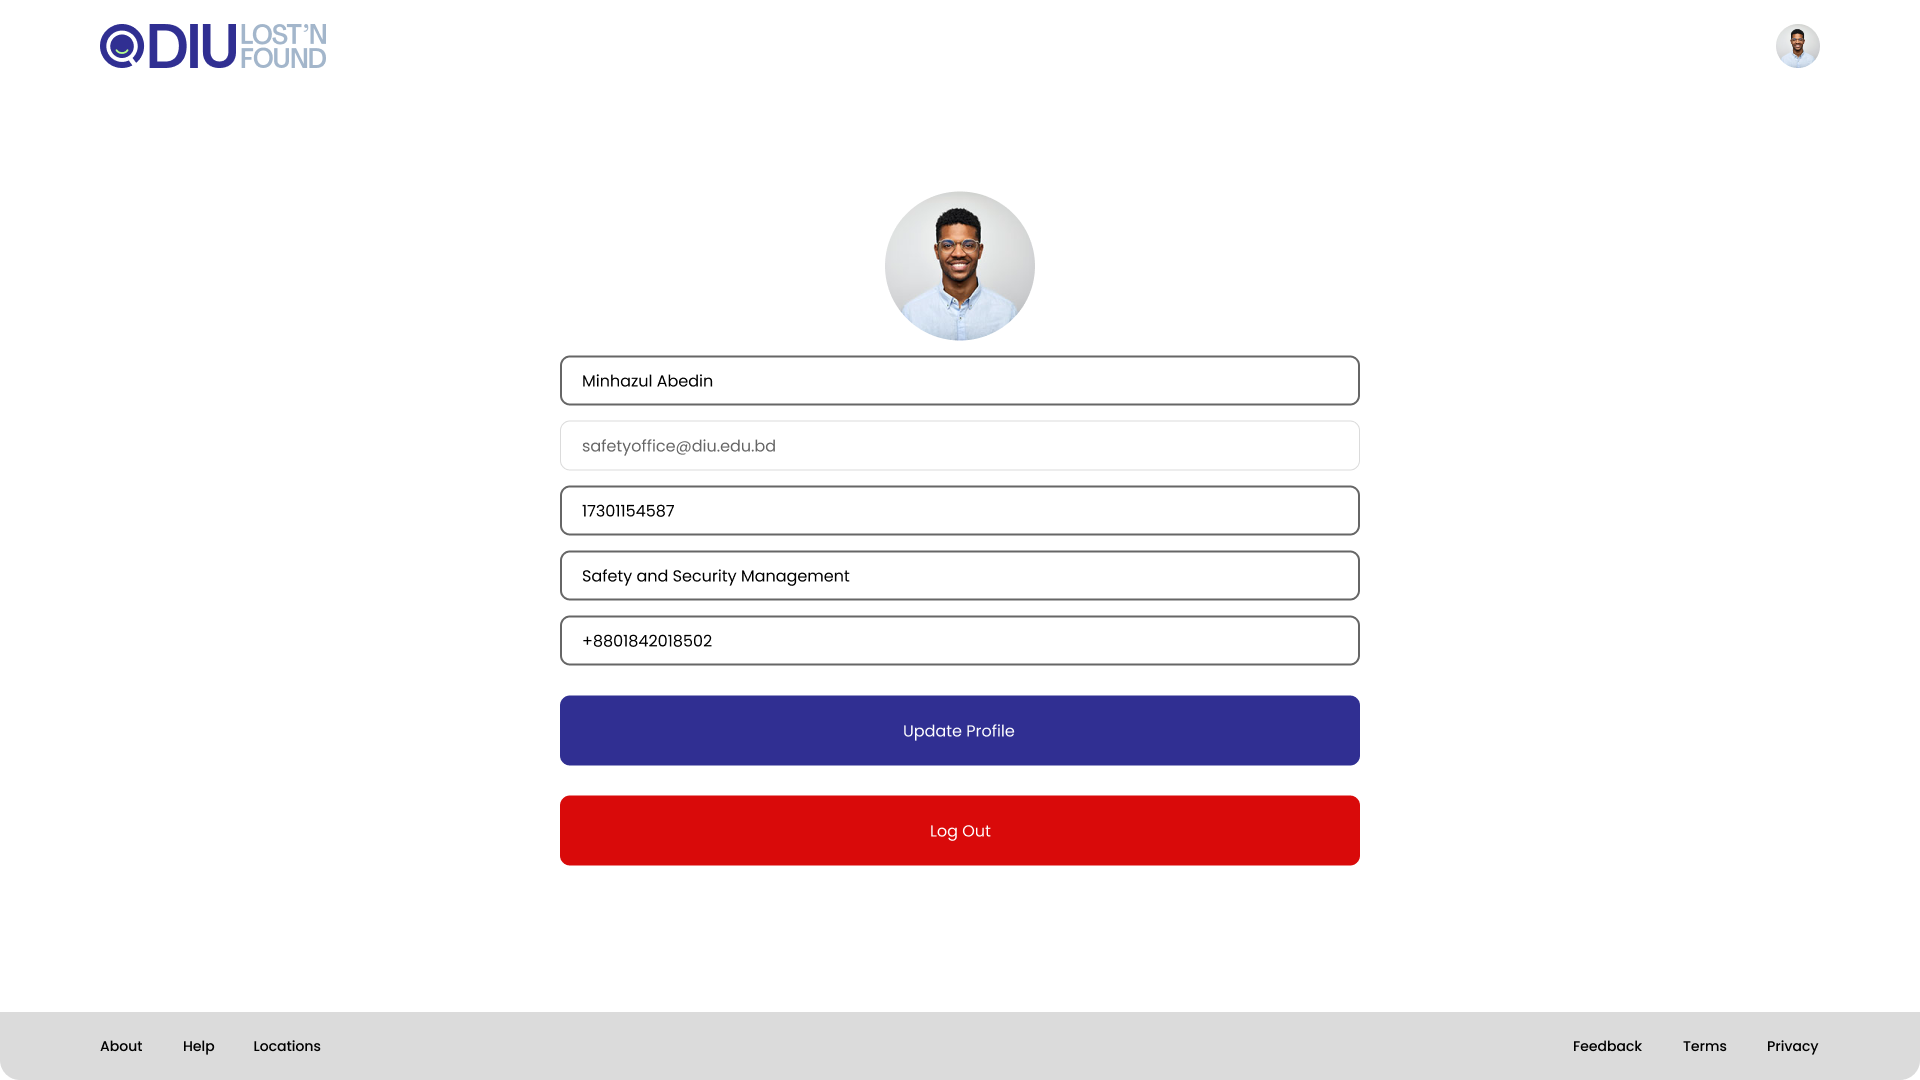 DIU LOST'N
FOUND
Minhazul Abedin
safetyoffice@diu.edu.bd
17301154587
Safety and Security Management
+8801842018502
Update Profile
Log Out
About Help Locations Feedback Terms Privacy